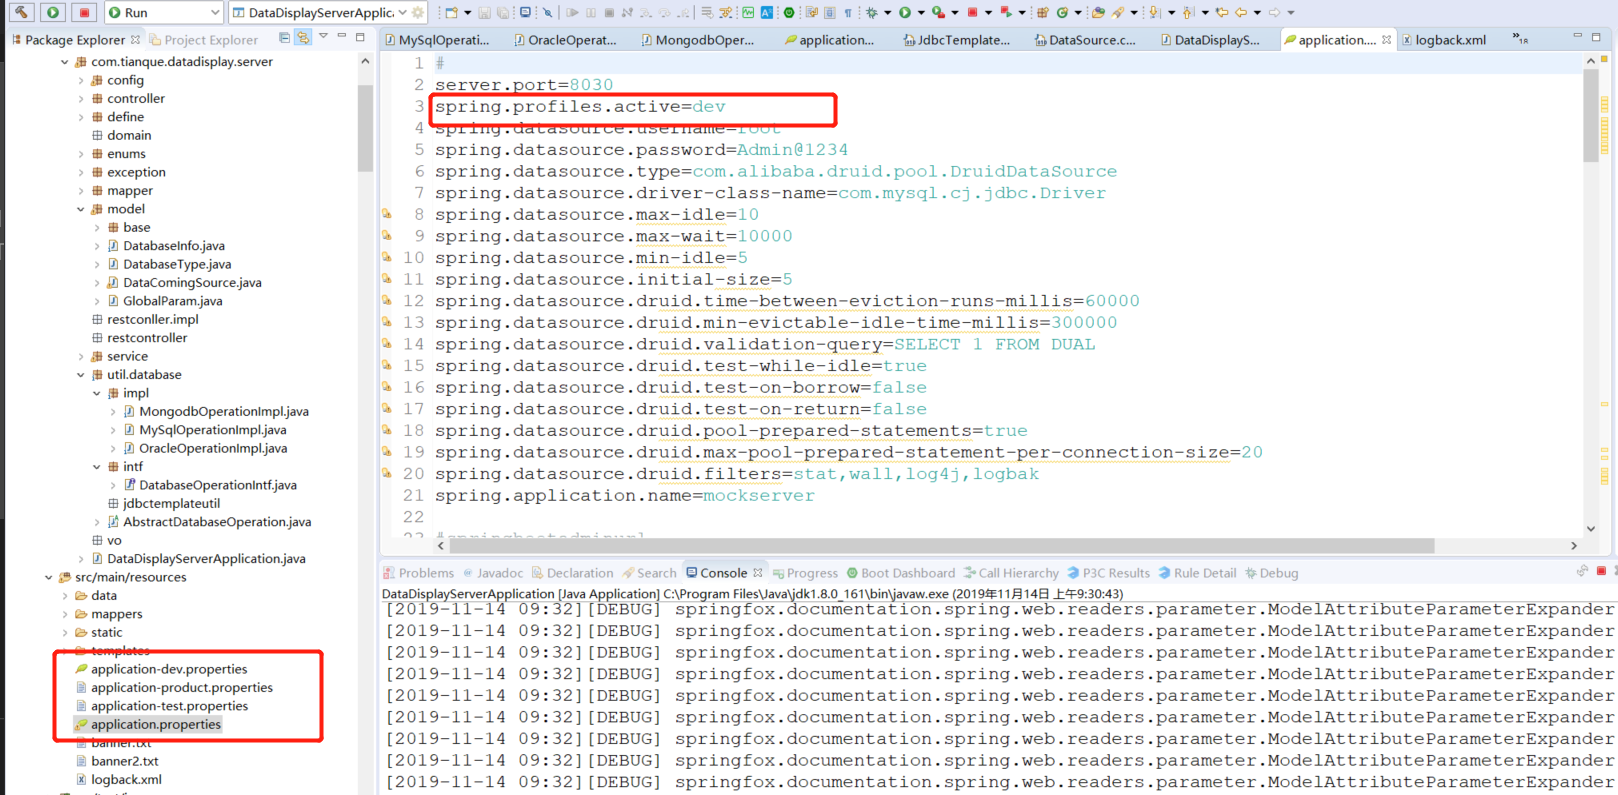 Run
DataDisplayServerApplic
Package Explorer
Project Explorer
com.tianque.datadisplay.server
config
controller
define
domain
enums
exception
mapper
model
base
DatabaseInfo.java
DatabaseType.java
DataComingSource.java
GlobalParam.java
restconller.impl
restcontroller
service
util.database
impl
MongodbOperationImpl.java
MySqlOperationImpl.java
OracleOperationImpl.java
intf
DatabaseOperationIntf.java
jdbctemplateutil
AbstractDatabaseOperation.java
vo
DataDisplayServerApplication.java
src/main/resources
data
mappers
static
templates
application-dev.properties
application-product.properties
application-test.properties
application.properties
banner.txt
banner2.txt
logback.xml
MySqlOperati...
OracleOperat...
MongodbOper...
application...
JdbcTemplate...
DataSource.c...
DataDisplayS...
application....
logback.xml
»18
1 #
2 server.port=8030
3 spring.profiles.active=dev
4 spring.datasource.username=root
5 spring.datasource.password=Admin@1234
6 spring.datasource.type=com.alibaba.druid.pool.DruidDataSource
7 spring.datasource.driver-class-name=com.mysql.cj.jdbc.Driver
8 spring.datasource.max-idle=10
9 spring.datasource.max-wait=10000
10 spring.datasource.min-idle=5
11 spring.datasource.initial-size=5
12 spring.datasource.druid.time-between-eviction-runs-millis=60000
13 spring.datasource.druid.min-evictable-idle-time-millis=300000
14 spring.datasource.druid.validation-query=SELECT 1 FROM DUAL
15 spring.datasource.druid.test-while-idle=true
16 spring.datasource.druid.test-on-borrow=false
17 spring.datasource.druid.test-on-return=false
18 spring.datasource.druid.pool-prepared-statements=true
19 spring.datasource.druid.max-pool-prepared-statement-per-connection-size=20
20 spring.datasource.druid.filters=stat,wall,log4j,logbak
21 spring.application.name=mockserver
22
23 #springbootadminurl
Problems
Javadoc
Declaration
Search
Console
Progress
Boot Dashboard
Call Hierarchy
P3C Results
Rule Detail
Debug
DataDisplayServerApplication [Java Application] C:\Program Files\Java\jdk1.8.0_161\bin\javaw.exe (2019年11月14日 上午9:30:43)
[2019-11-14 09:32][DEBUG] springfox.documentation.spring.web.readers.parameter.ModelAttributeParameterExpander
[2019-11-14 09:32][DEBUG] springfox.documentation.spring.web.readers.parameter.ModelAttributeParameterExpander
[2019-11-14 09:32][DEBUG] springfox.documentation.spring.web.readers.parameter.ModelAttributeParameterExpander
[2019-11-14 09:32][DEBUG] springfox.documentation.spring.web.readers.parameter.ModelAttributeParameterExpander
[2019-11-14 09:32][DEBUG] springfox.documentation.spring.web.readers.parameter.ModelAttributeParameterExpander
[2019-11-14 09:32][DEBUG] springfox.documentation.spring.web.readers.parameter.ModelAttributeParameterExpander
[2019-11-14 09:32][DEBUG] springfox.documentation.spring.web.readers.parameter.ModelAttributeParameterExpander
[2019-11-14 09:32][DEBUG] springfox.documentation.spring.web.readers.parameter.ModelAttributeParameterExpander
[2019-11-14 09:32][DEBUG] springfox.documentation.spring.web.readers.parameter.ModelAttributeParameterExpander